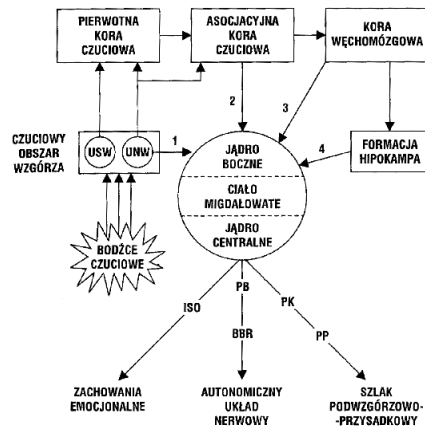 PIERWOTNA
KORA
CZUCIOWA
ASOCJACYJNA
KORA
CZUCIOWA
KORA
WĘCHOMÓZGOWA
2
3
CZUCIOWY
OBSZAR
WZGÓRZA
USW
UNW
1
JĄDRO
BOCZNE
4
FORMACJA
HIPOKAMPA
CIAŁO
MIGDAŁOWATE
JĄDRO
CENTRALNE
BODŹCE
CZUCIOWE
ISO
PB
PK
BBR
PP
ZACHOWANIA
EMOCJONALNE
AUTONOMICZNY
UKŁAD
NERWOWY
SZLAK
PODWZGÓRZOWO-
-PRZYSADKOWY